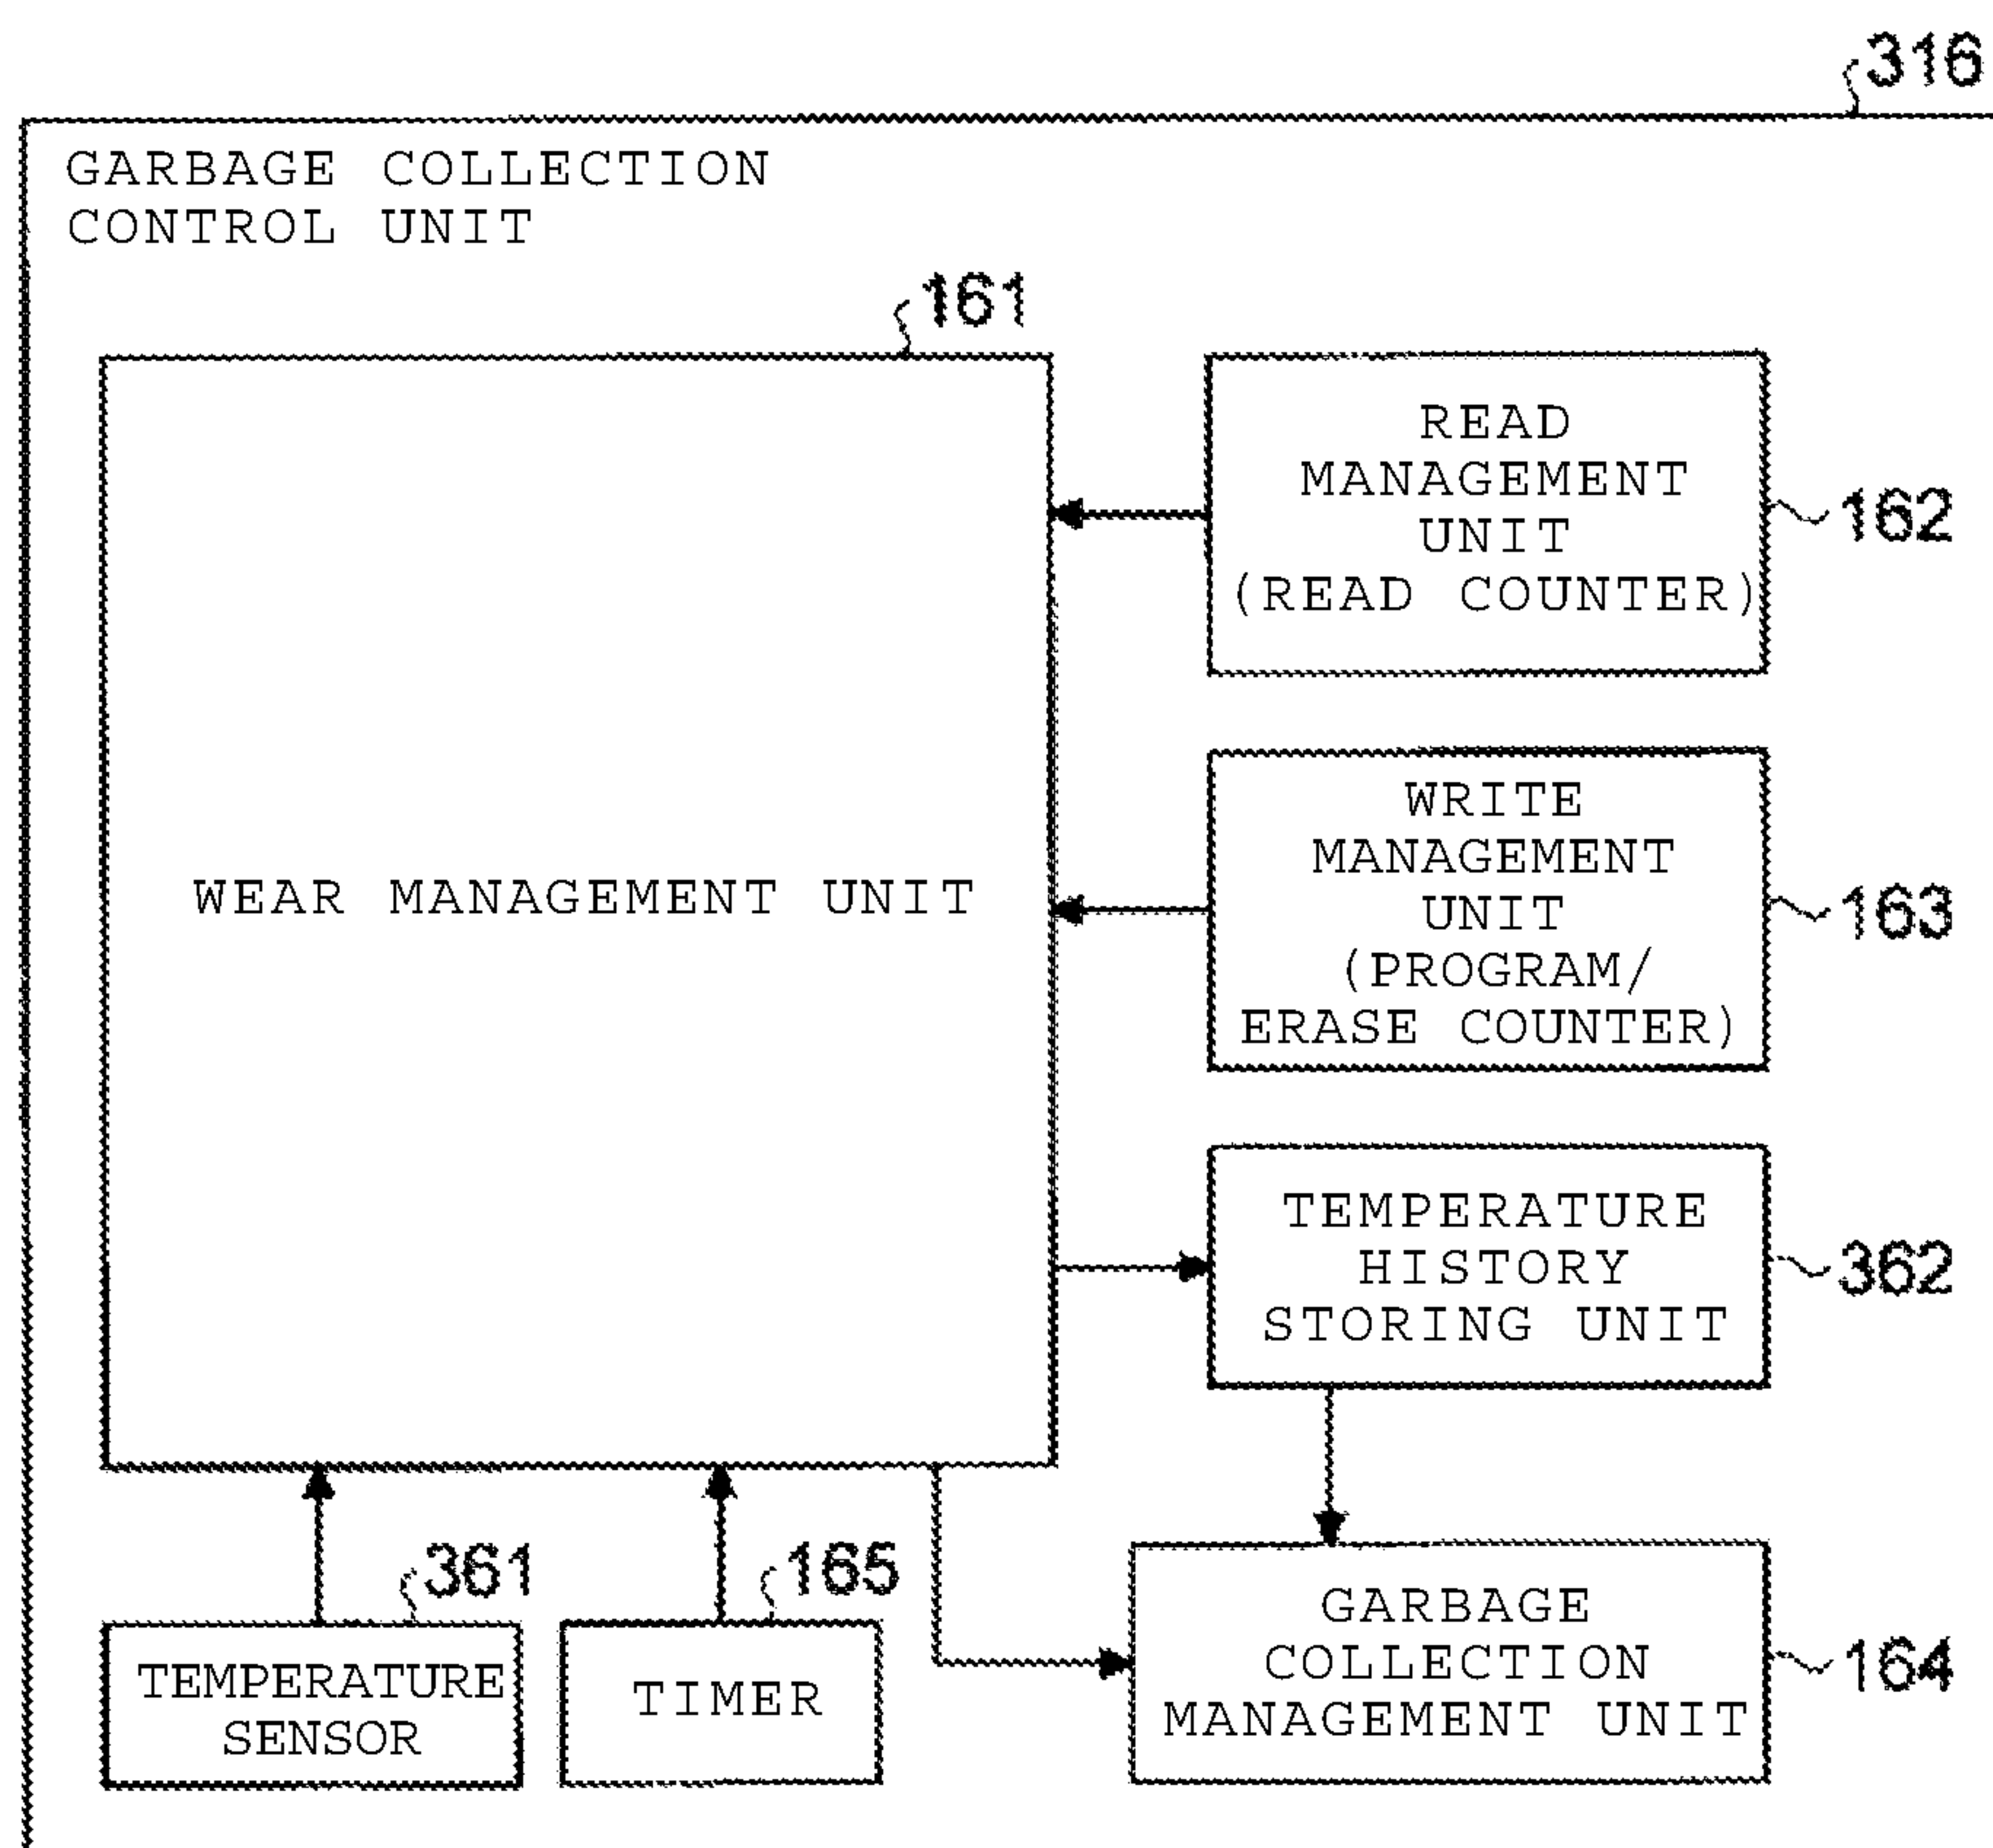 316
GARBAGE COLLECTION
CONTROL UNIT
161
READ
MANAGEMENT
UNIT
(READ COUNTER)
162
WEAR MANAGEMENT UNIT
WRITE
MANAGEMENT
UNIT
(PROGRAM/
ERASE COUNTER)
163
TEMPERATURE
HISTORY
STORING UNIT
362
361
TEMPERATURE
SENSOR
165
TIMER
GARBAGE
COLLECTION
MANAGEMENT UNIT
164